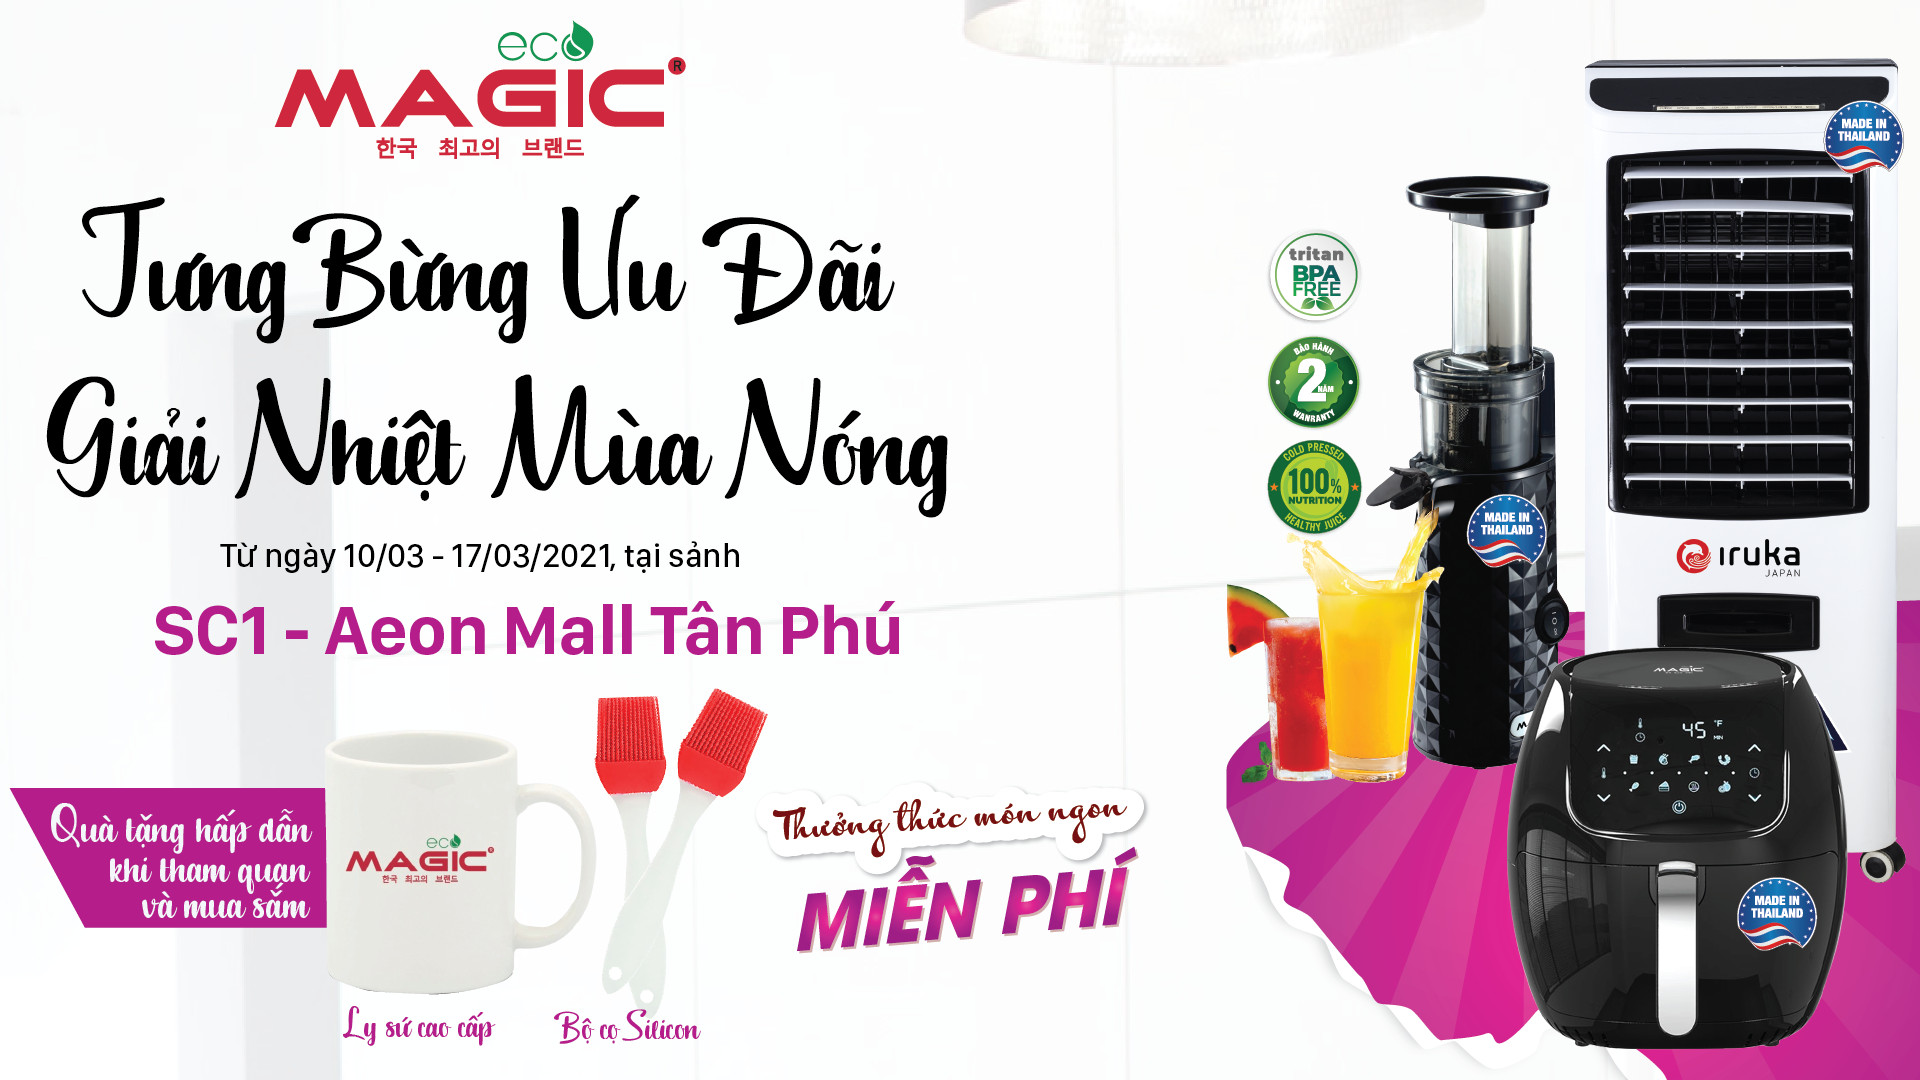 eco
MAGIC®
한국 최고의 브랜드
Tưng Bừng Ưu Đãi
Giải Nhiệt Mùa Nóng
Từ ngày 10/03 - 17/03/2021, tại sảnh
SC1 - Aeon Mall Tân Phú
Quà tặng hấp dẫn
khi tham quan
và mua sắm
eco
MAGIC®
한국 최고의 브랜드
Ly sứ cao cấp
Bộ cọ Silicon
Thưởng thức món ngon
MIỄN PHÍ
tritan
BPA
FREE
BẢO HÀNH
2
NĂM
WANRANTY
COLD PRESSED
100%
NUTRITION
HEALTHY JUICE
MADE IN
THAILAND
MADE IN
THAILAND
iruka
JAPAN
MAGIC
45 °F
MIN
MADE IN
THAILAND